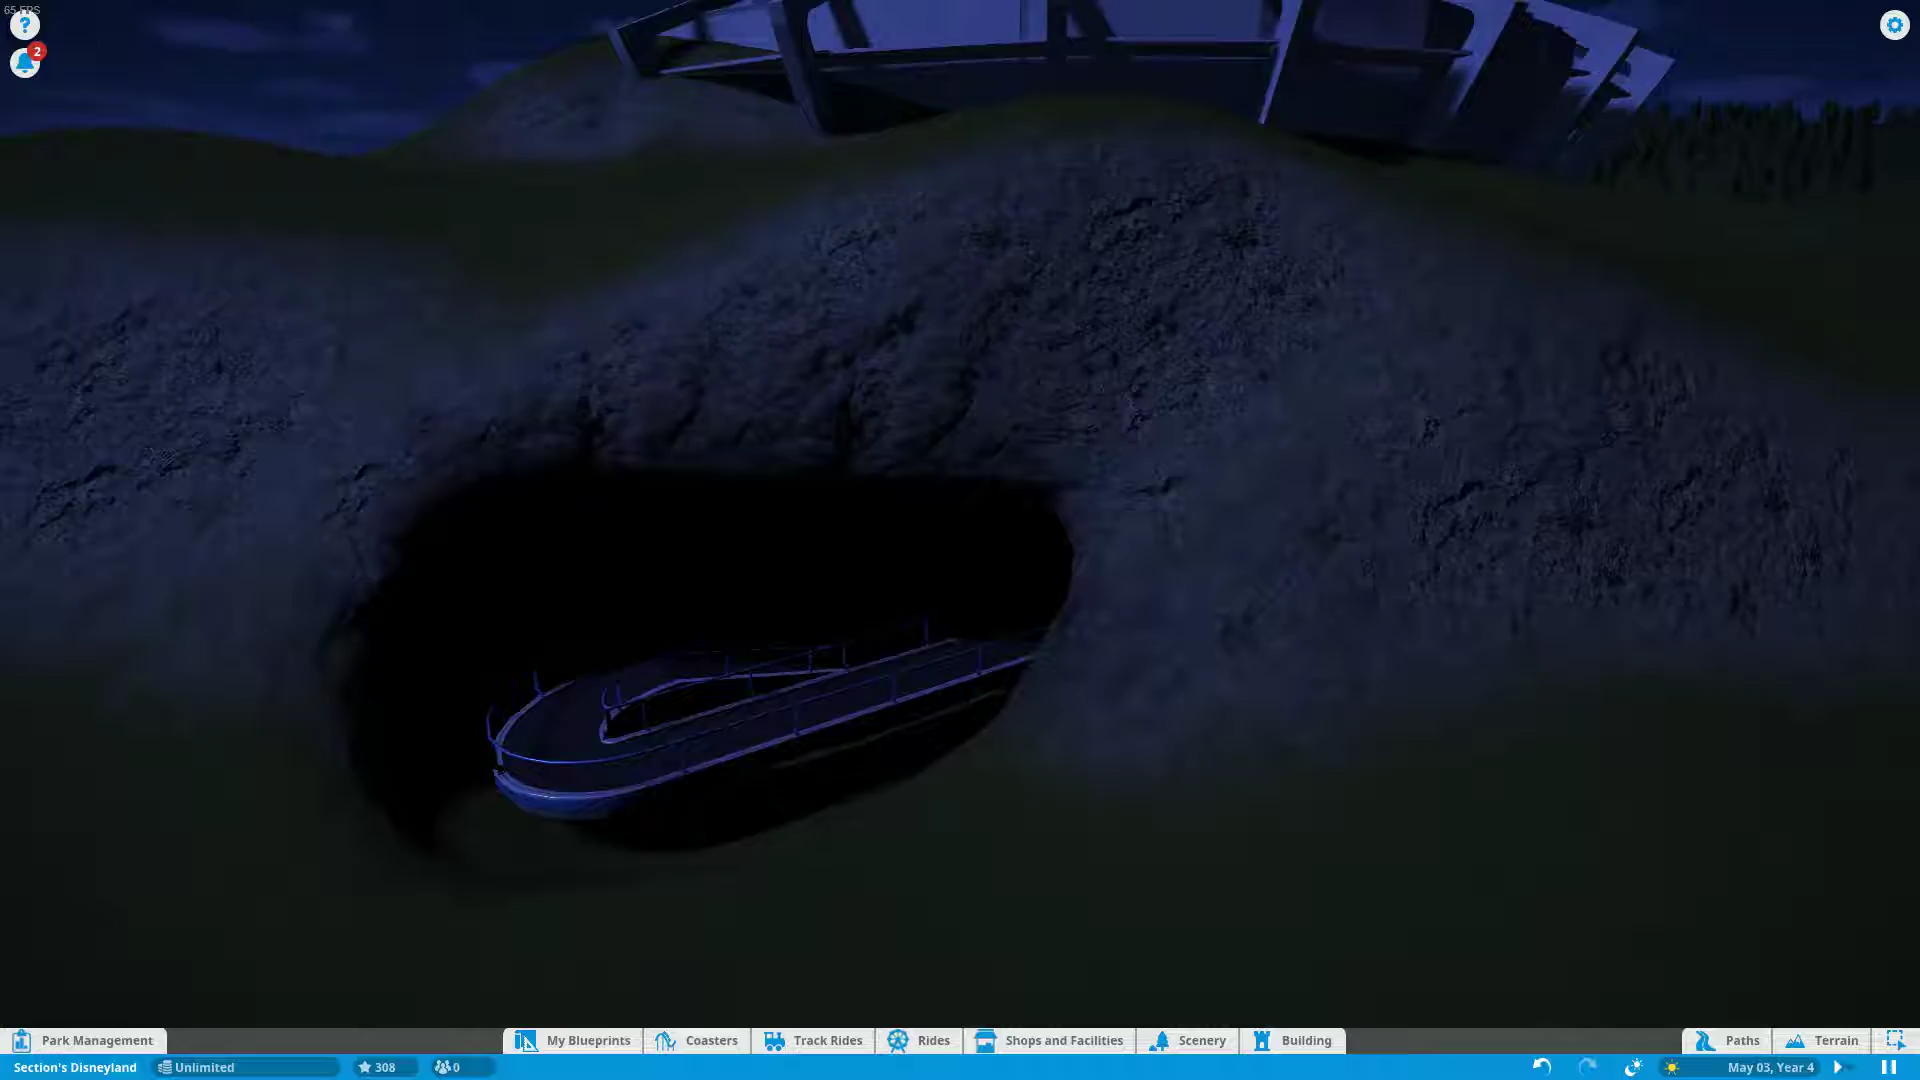 65 FPS
2
Park Management
My Blueprints
Coasters
Track Rides
Rides
Shops and Facilities
Scenery
Building
Paths
Terrain
Section's Disneyland
Unlimited
308
0
May 03, Year 4